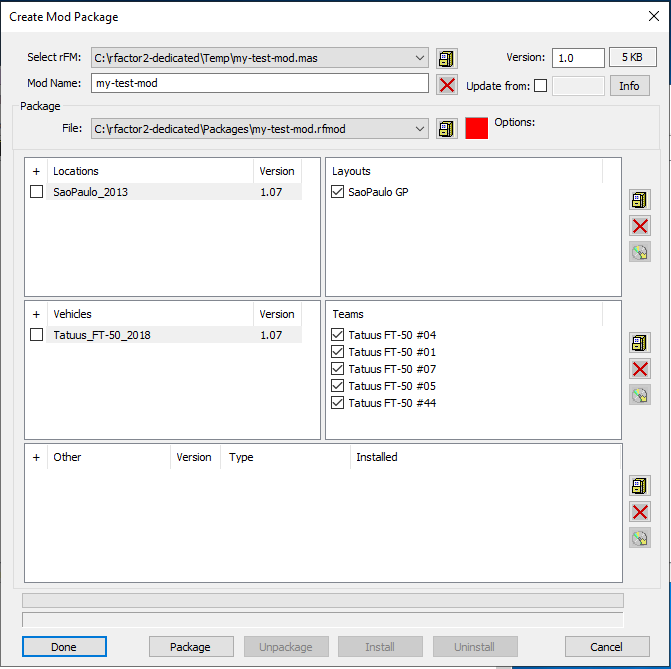 Create Mod Package
Select rFM: C:\rfactor2-dedicated\Temp\my-test-mod.mas Version: 1.0 5 KB
Mod Name: my-test-mod Update from: Info
Package
File: C:\rfactor2-dedicated\Packages\my-test-mod.rfmod Options:
+ Locations Version Layouts
SaoPaulo_2013 1.07 SaoPaulo GP
+ Vehicles Version Teams
Tatuus_FT-50_2018 1.07 Tatuus FT-50 #04
Tatuus FT-50 #01
Tatuus FT-50 #07
Tatuus FT-50 #05
Tatuus FT-50 #44
+ Other Version Type Installed
Done Package Unpackage Install Uninstall Cancel